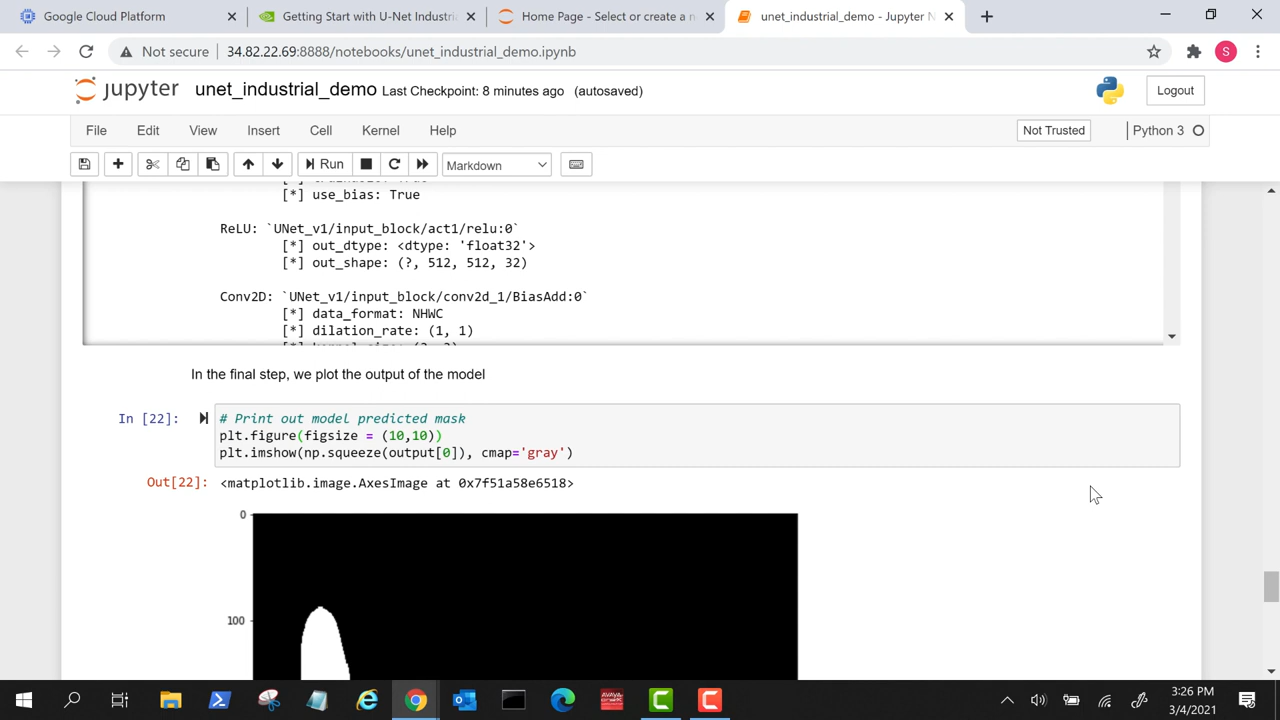 Google Cloud Platform
Getting Start with U-Net Industri
Home Page - Select or create a n
unet_industrial_demo - Jupyter N
Not secure
34.82.22.69:8888/notebooks/unet_industrial_demo.ipynb
S
jupyter
unet_industrial_demo
Last Checkpoint: 8 minutes ago
(autosaved)
Logout
File
Edit
View
Insert
Cell
Kernel
Help
Not Trusted
Python 3
Run
Markdown
[*] use_bias: True
ReLU: `UNet_v1/input_block/act1/relu:0`
[*] out_dtype: <dtype: 'float32'>
[*] out_shape: (?, 512, 512, 32)
Conv2D: `UNet_v1/input_block/conv2d_1/BiasAdd:0`
[*] data_format: NHWC
[*] dilation_rate: (1, 1)
In the final step, we plot the output of the model
In [22]:
# Print out model predicted mask
plt.figure(figsize = (10,10))
plt.imshow(np.squeeze(output[0]), cmap='gray')
Out[22]:
<matplotlib.image.AxesImage at 0x7f51a58e6518>
0
100
AVAYA
3:26 PM
3/4/2021